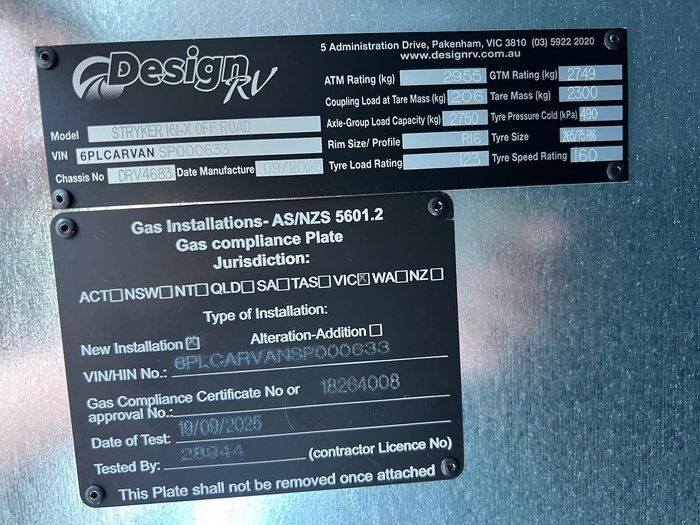 Design RV
5 Administration Drive, Pakenham, VIC 3810 (03) 5922 2020
www.designrv.com.au
ATM Rating (kg) 2955 GTM Rating (kg) 2749
Coupling Load at Tare Mass (kg) 206 Tare Mass (kg) 2300
Model STRYKER 161-X OFF ROAD Axle-Group Load Capacity (kg) 2750 Tyre Pressure Cold (kPa) 490
VIN 6PLCARVAN SP000633 Rim Size/ Profile R16 Tyre Size 265/75 R16
Chassis No DRV4683 Date Manufacture 09/2025 Tyre Load Rating 123 Tyre Speed Rating 160
Gas Installations- AS/NZS 5601.2
Gas compliance Plate
Jurisdiction:
ACT☐NSW☐NT☐QLD☐SA☐TAS☐VIC☒WA☐NZ☐
Type of Installation:
New Installation☒ Alteration-Addition☐
VIN/HIN No.: 6PLCARVANSP000633
Gas Compliance Certificate No or
approval No.: 18264008
Date of Test: 19/09/2025
Tested By: 28944 (contractor Licence No)
This Plate shall not be removed once attached